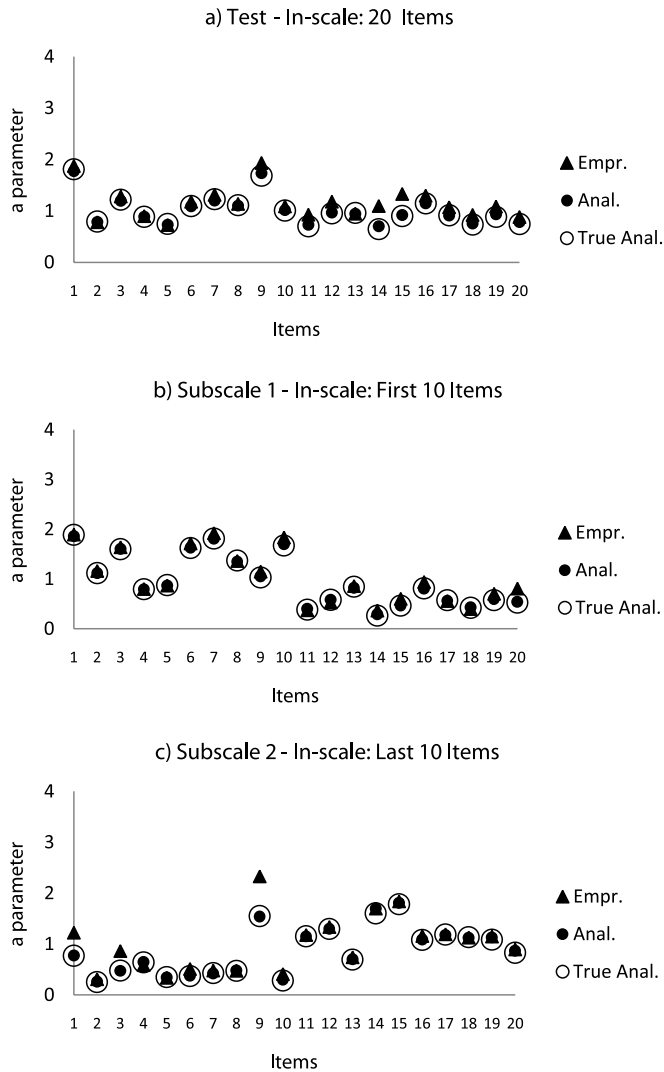 a) Test - In-scale: 20 Items
4
3
2
1
0
a parameter
1 2 3 4 5 6 7 8 9 10 11 12 13 14 15 16 17 18 19 20
Items
Empr.
Anal.
True Anal.
b) Subscale 1 - In-scale: First 10 Items
4
3
2
1
0
a parameter
1 2 3 4 5 6 7 8 9 10 11 12 13 14 15 16 17 18 19 20
Items
Empr.
Anal.
True Anal.
c) Subscale 2 - In-scale: Last 10 Items
4
3
2
1
0
a parameter
1 2 3 4 5 6 7 8 9 10 11 12 13 14 15 16 17 18 19 20
Items
Empr.
Anal.
True Anal.